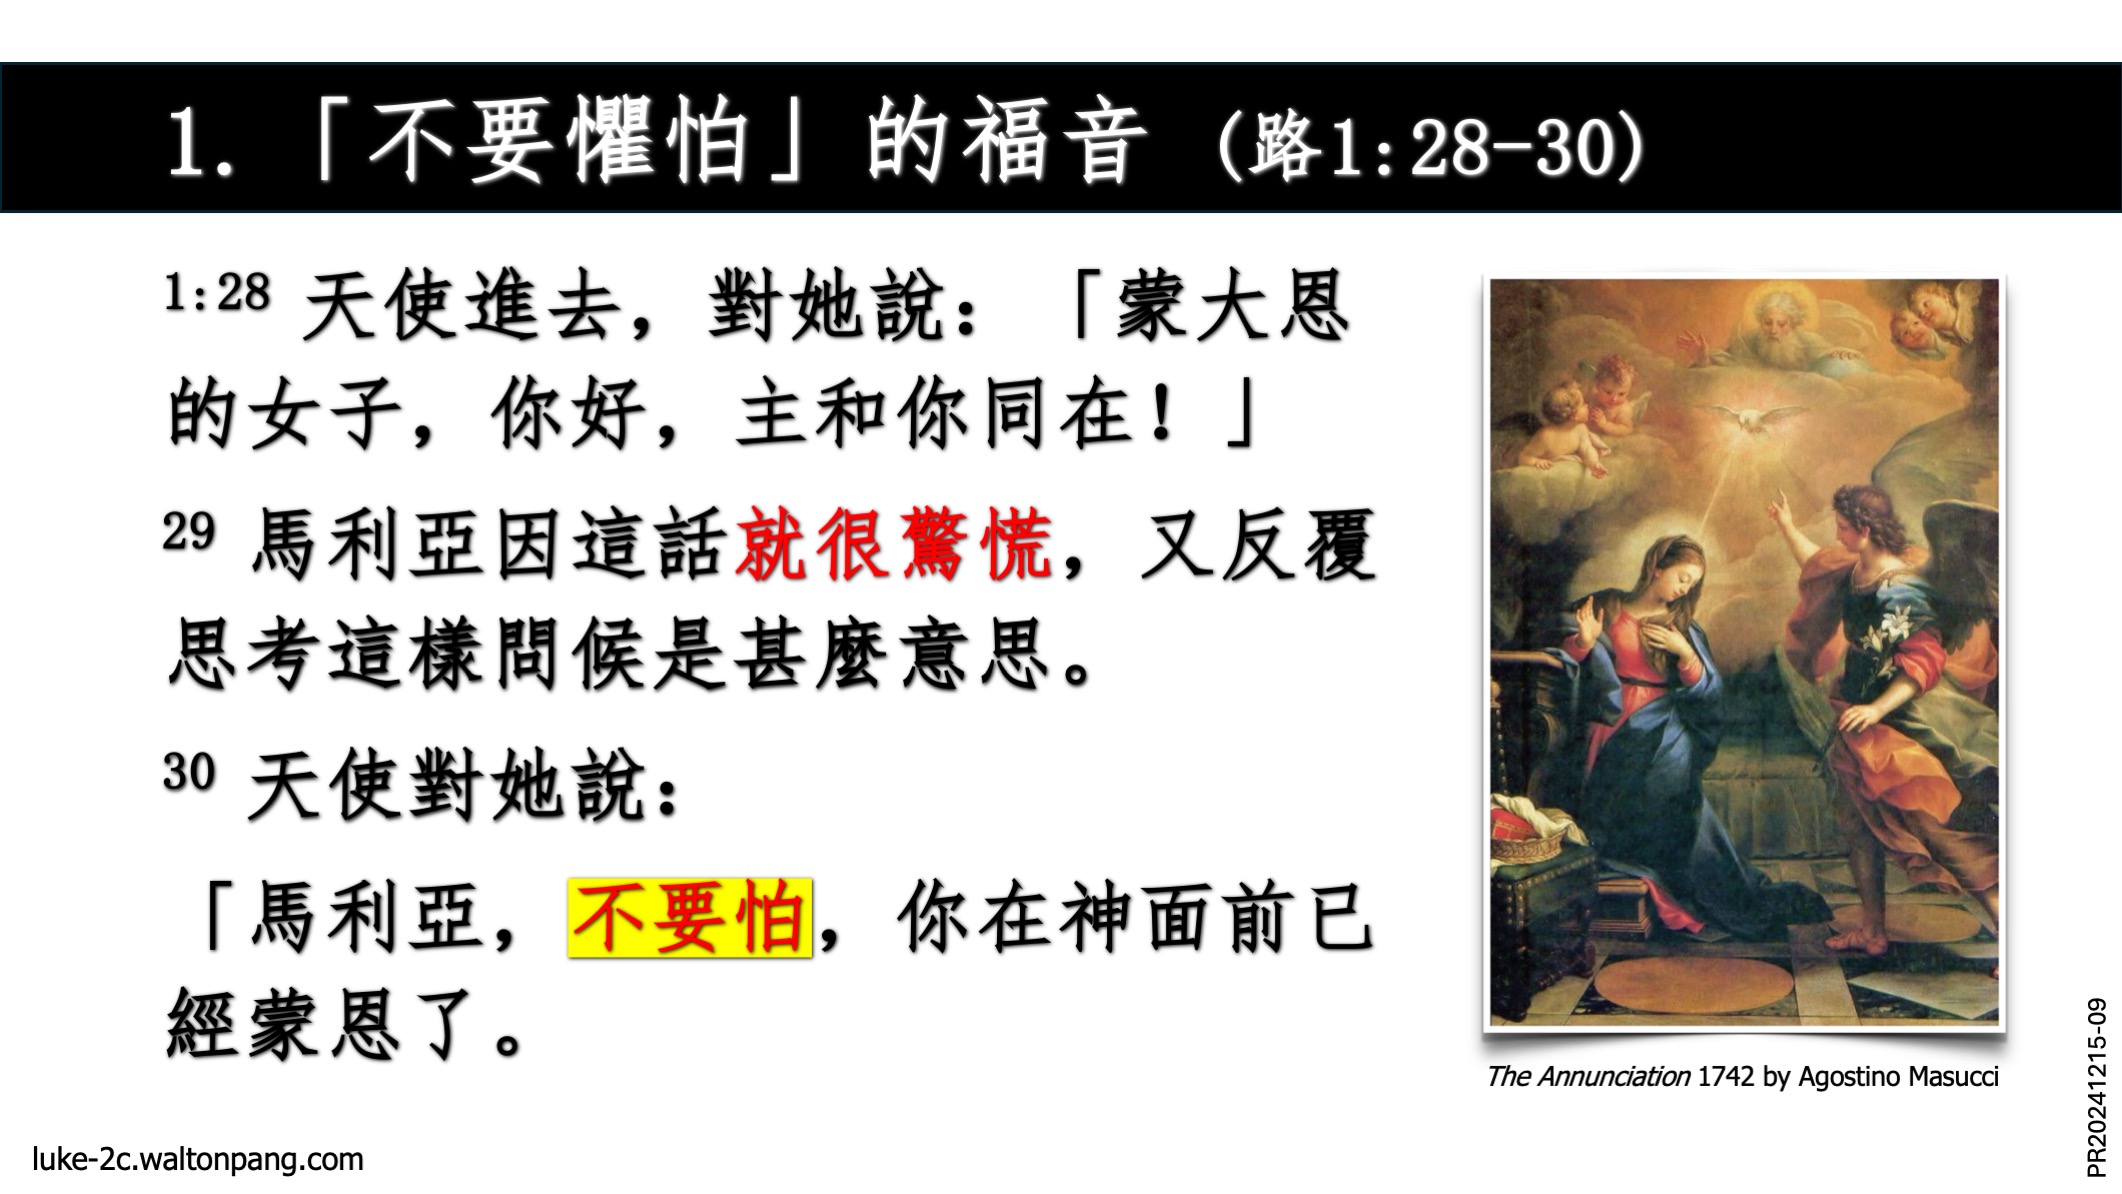 1. 「不要懼怕」的福音 (路1:28-30)
1:28 天使進去，對她說：「蒙大恩
的女子，你好，主和你同在！」
29 馬利亞因這話就很驚慌，又反覆
思考這樣問候是甚麼意思。
30 天使對她說：
「馬利亞，不要怕，你在神面前已
經蒙恩了。
The Annunciation 1742 by Agostino Masucci
luke-2c.waltonpang.com
PR20241215-09